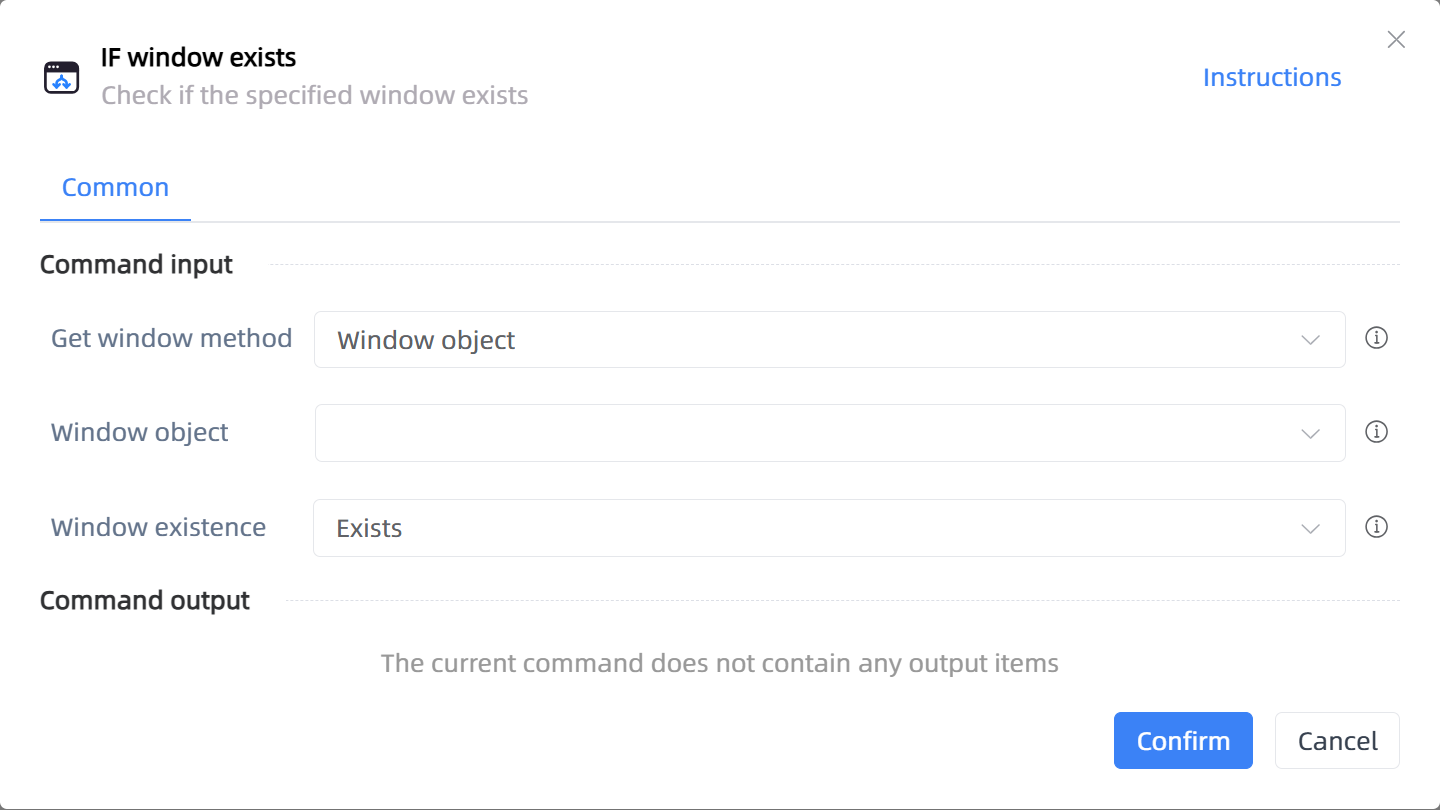 IF window exists
Check if the specified window exists
Instructions
Common
Command input
Get window method
Window object
Window object
Window existence
Exists
Command output
The current command does not contain any output items
Confirm
Cancel